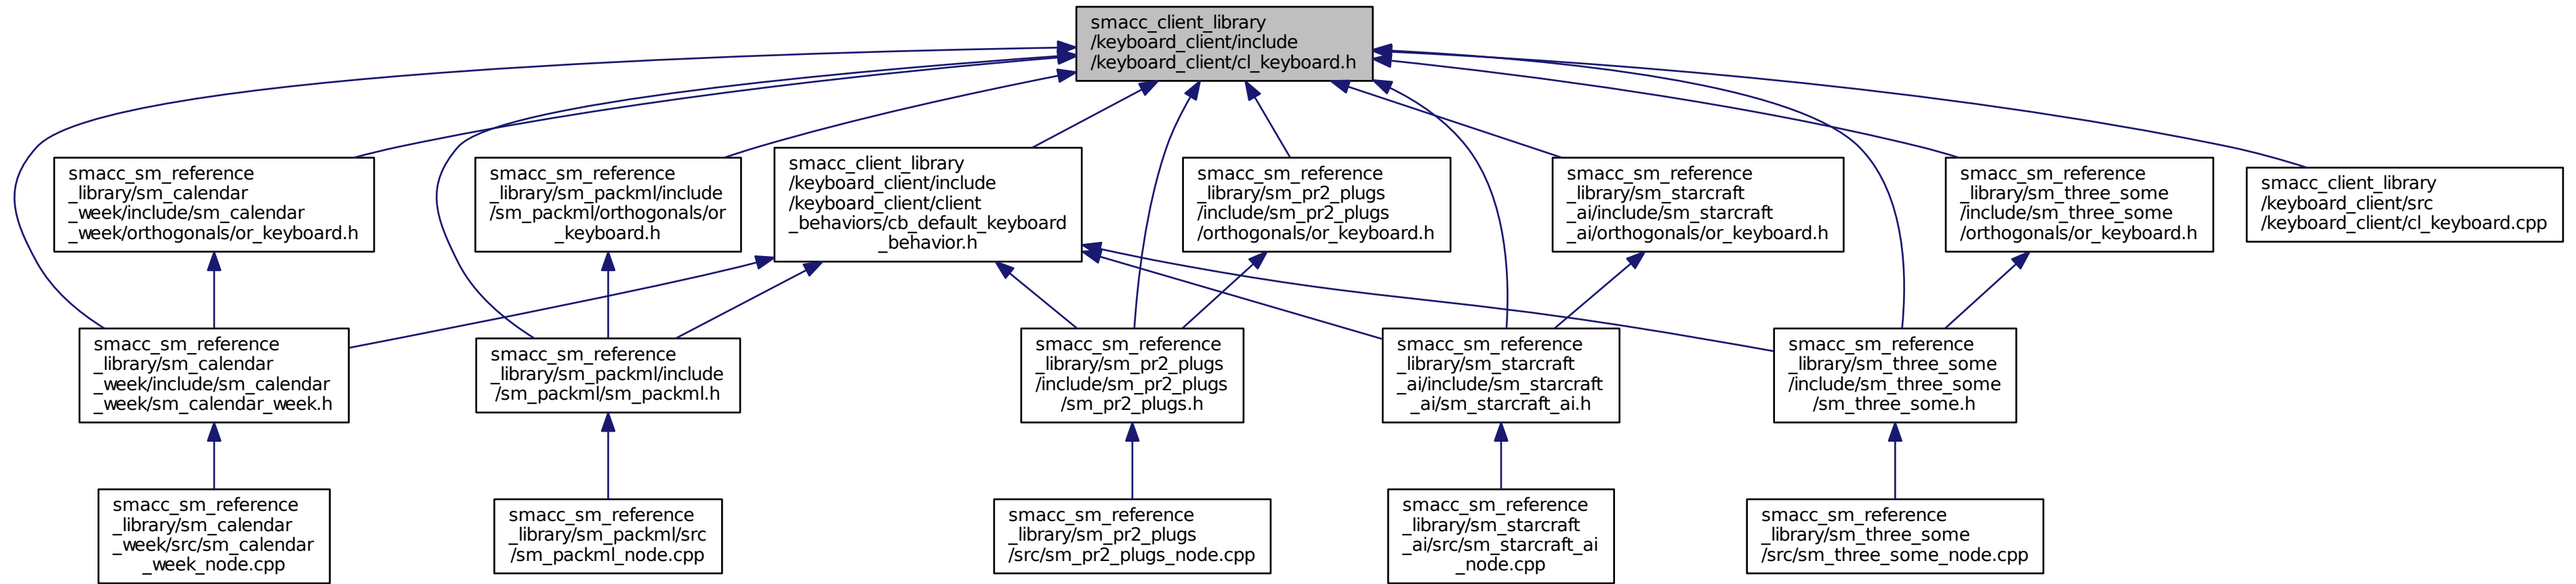 smacc_client_library
/keyboard_client/include
/keyboard_client/cl_keyboard.h
smacc_sm_reference
_library/sm_calendar
_week/include/sm_calendar
_week/orthogonals/or_keyboard.h
smacc_sm_reference
_library/sm_packml/include
/sm_packml/orthogonals/or
_keyboard.h
smacc_client_library
/keyboard_client/include
/keyboard_client/client
_behaviors/cb_default_keyboard
_behavior.h
smacc_sm_reference
_library/sm_pr2_plugs
/include/sm_pr2_plugs
/orthogonals/or_keyboard.h
smacc_sm_reference
_library/sm_starcraft
_ai/include/sm_starcraft
_ai/orthogonals/or_keyboard.h
smacc_sm_reference
_library/sm_three_some
/include/sm_three_some
/orthogonals/or_keyboard.h
smacc_client_library
/keyboard_client/src
/keyboard_client/cl_keyboard.cpp
smacc_sm_reference
_library/sm_calendar
_week/include/sm_calendar
_week/sm_calendar_week.h
smacc_sm_reference
_library/sm_packml/include
/sm_packml/sm_packml.h
smacc_sm_reference
_library/sm_pr2_plugs
/include/sm_pr2_plugs
/sm_pr2_plugs.h
smacc_sm_reference
_library/sm_starcraft
_ai/include/sm_starcraft
_ai/sm_starcraft_ai.h
smacc_sm_reference
_library/sm_three_some
/include/sm_three_some
/sm_three_some.h
smacc_sm_reference
_library/sm_calendar
_week/src/sm_calendar
_week_node.cpp
smacc_sm_reference
_library/sm_packml/src
/sm_packml_node.cpp
smacc_sm_reference
_library/sm_pr2_plugs
/src/sm_pr2_plugs_node.cpp
smacc_sm_reference
_library/sm_starcraft
_ai/src/sm_starcraft_ai
_node.cpp
smacc_sm_reference
_library/sm_three_some
/src/sm_three_some_node.cpp